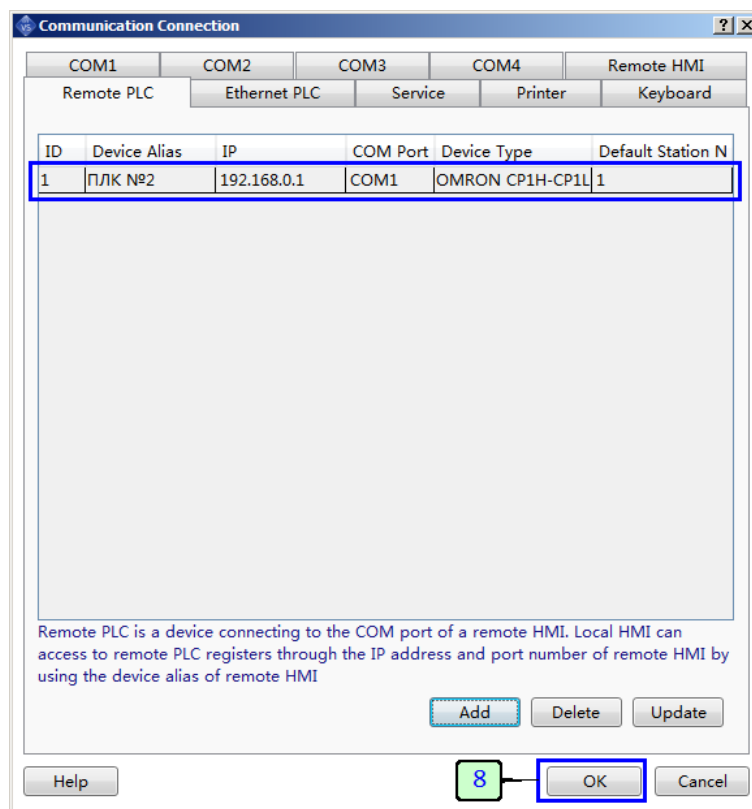 Communication Connection
COM1 COM2 COM3 COM4 Remote HMI
Remote PLC Ethernet PLC Service Printer Keyboard
ID Device Alias IP COM Port Device Type Default Station N
1 ПЛК №2 192.168.0.1 COM1 OMRON CP1H-CP1L 1
Remote PLC is a device connecting to the COM port of a remote HMI. Local HMI can
access to remote PLC registers through the IP address and port number of remote HMI by
using the device alias of remote HMI
Add Delete Update
Help 8 OK Cancel